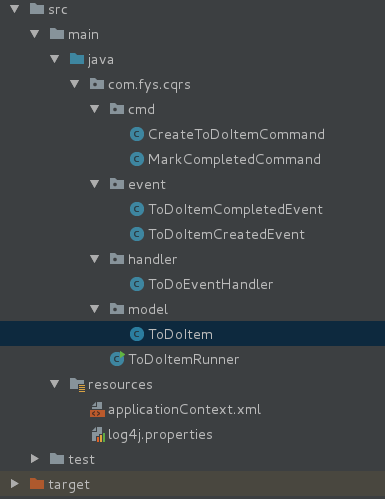 src
main
java
com.fys.cqrs
cmd
CreateToDoItemCommand
MarkCompletedCommand
event
ToDoItemCompletedEvent
ToDoItemCreatedEvent
handler
ToDoEventHandler
model
ToDoItem
ToDoItemRunner
resources
applicationContext.xml
log4j.properties
test
target